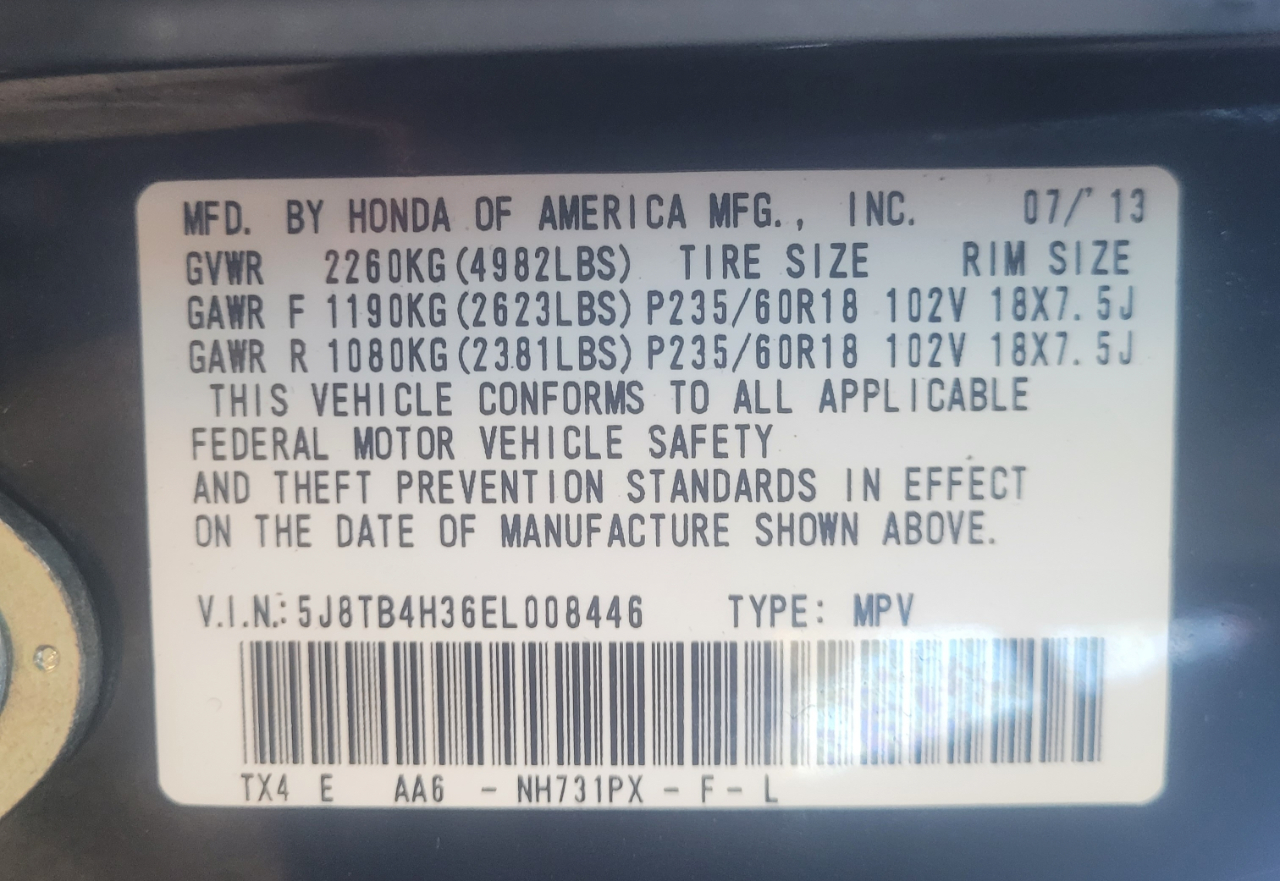 MFD. BY HONDA OF AMERICA MFG., INC. 07/'13
GVWR 2260KG(4982LBS) TIRE SIZE RIM SIZE
GAWR F 1190KG(2623LBS) P235/60R18 102V 18X7.5J
GAWR R 1080KG(2381LBS) P235/60R18 102V 18X7.5J
THIS VEHICLE CONFORMS TO ALL APPLICABLE
FEDERAL MOTOR VEHICLE SAFETY
AND THEFT PREVENTION STANDARDS IN EFFECT
ON THE DATE OF MANUFACTURE SHOWN ABOVE.
V.I.N.: 5J8TB4H36EL008446 TYPE: MPV
TX4 E AA6 - NH731PX - F - L